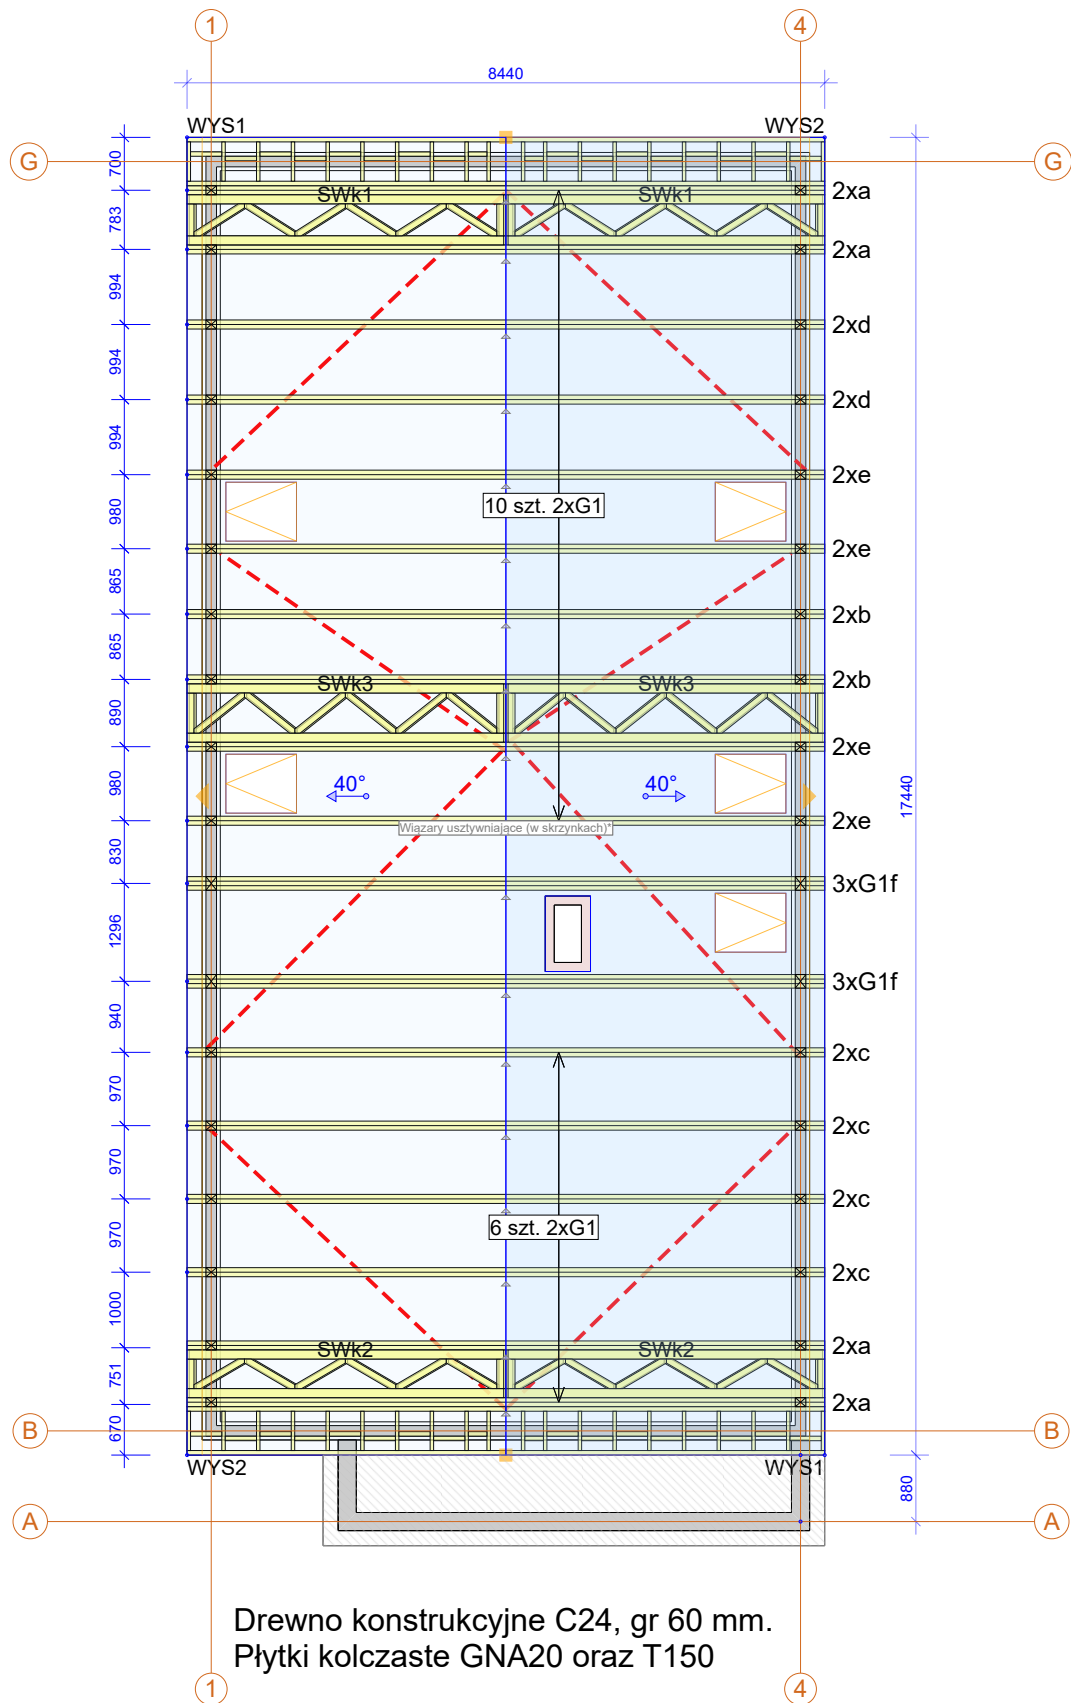 1
4
8440
WYS1
WYS2
G
G
700
SWk1
SWk1
2xa
783
2xa
994
2xd
994
2xd
994
2xe
980
10 szt. 2xG1
2xe
865
2xb
865
SWk3
SWk3
2xb
890
2xe
980
40°
40°
17440
2xe
Wiązary usztywniające (w skrzynkach)*
830
3xG1f
1296
3xG1f
940
2xc
970
2xc
970
2xc
970
6 szt. 2xG1
2xc
1000
SWk2
SWk2
2xa
751
2xa
670
B
B
WYS2
WYS1
880
A
A
Drewno konstrukcyjne C24, gr 60 mm.
Płytki kolczaste GNA20 oraz T150
1
4